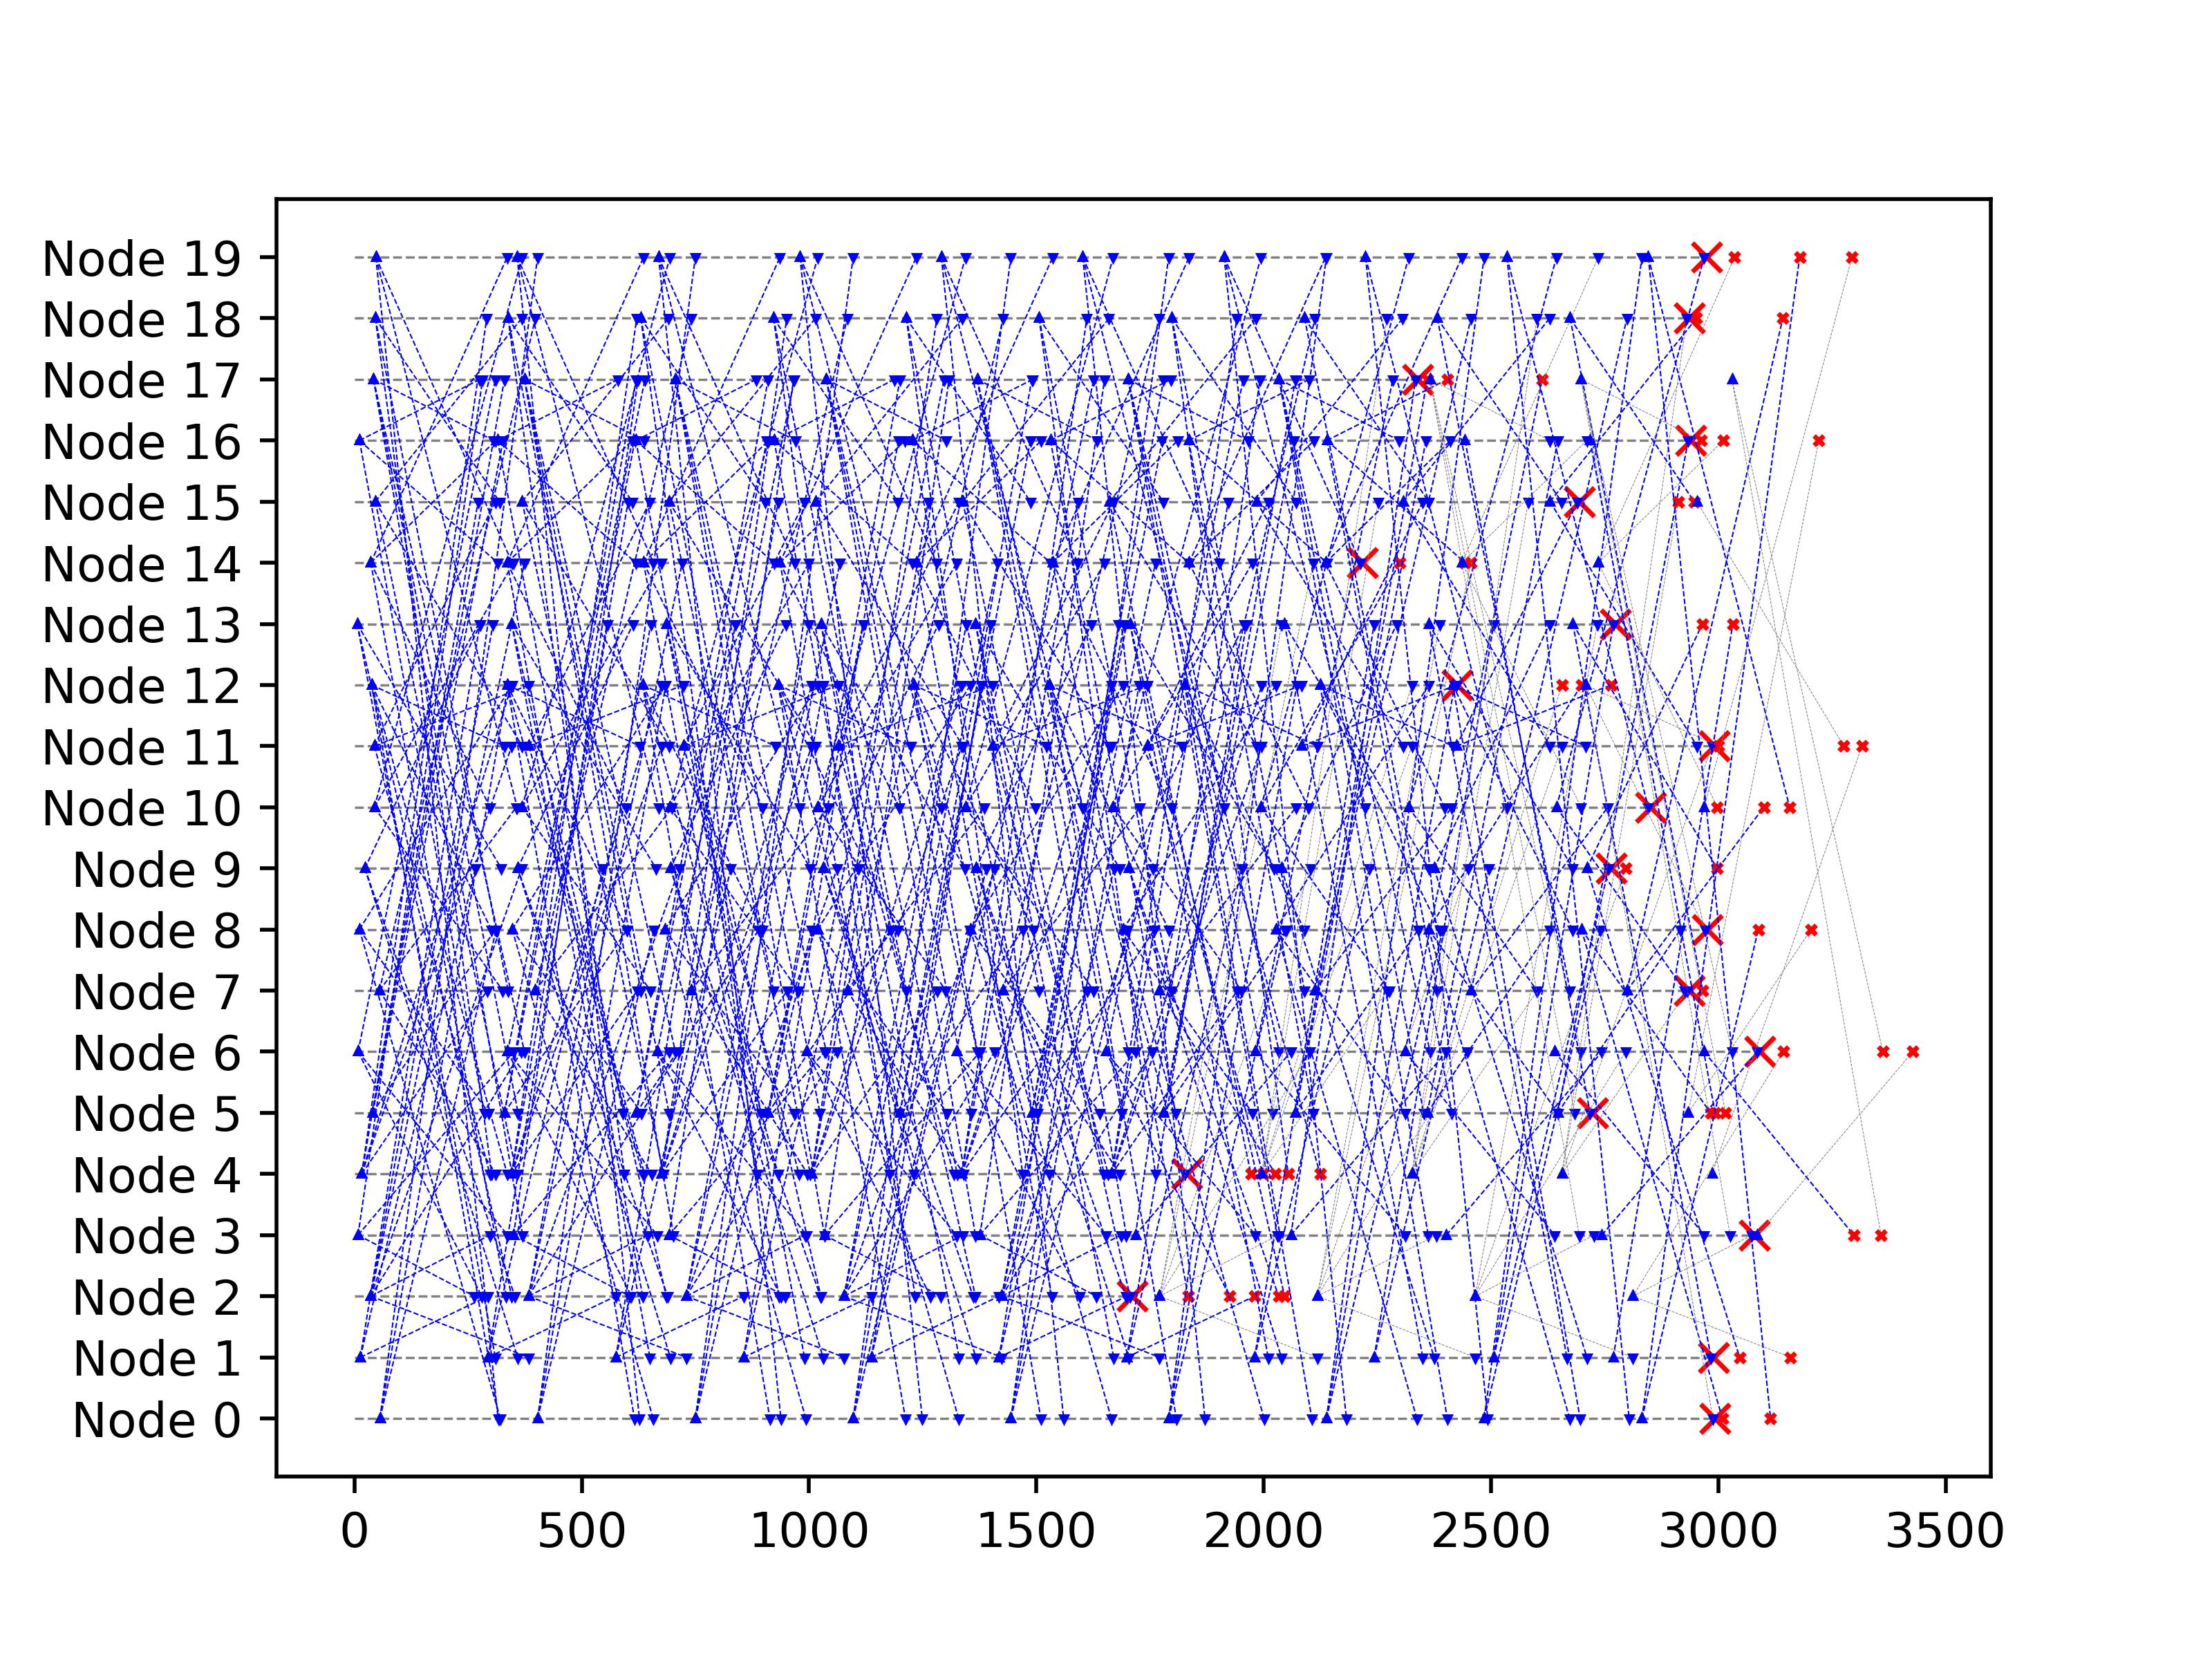 Node 19
Node 18
Node 17
Node 16
Node 15
Node 14
Node 13
Node 12
Node 11
Node 10
Node 9
Node 8
Node 7
Node 6
Node 5
Node 4
Node 3
Node 2
Node 1
Node 0
0 500 1000 1500 2000 2500 3000 3500